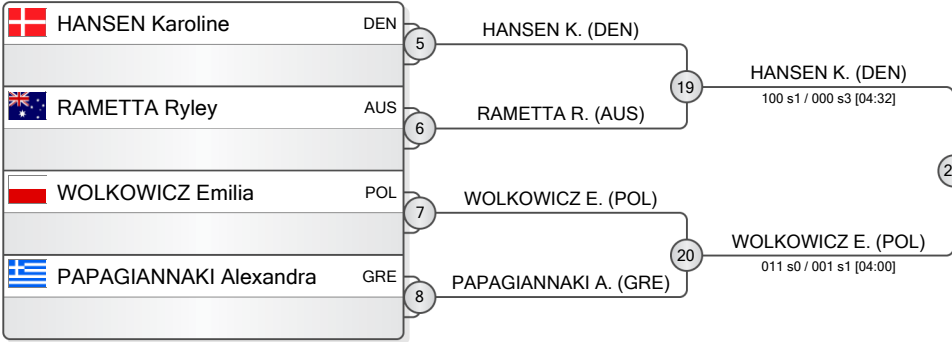 HANSEN Karoline DEN
5
HANSEN K. (DEN)
19
HANSEN K. (DEN)
100 s1 / 000 s3 [04:32]
RAMETTA Ryley AUS
6
RAMETTA R. (AUS)
WOLKOWICZ Emilia POL
7
WOLKOWICZ E. (POL)
20
WOLKOWICZ E. (POL)
011 s0 / 001 s1 [04:00]
PAPAGIANNAKI Alexandra GRE
8
PAPAGIANNAKI A. (GRE)